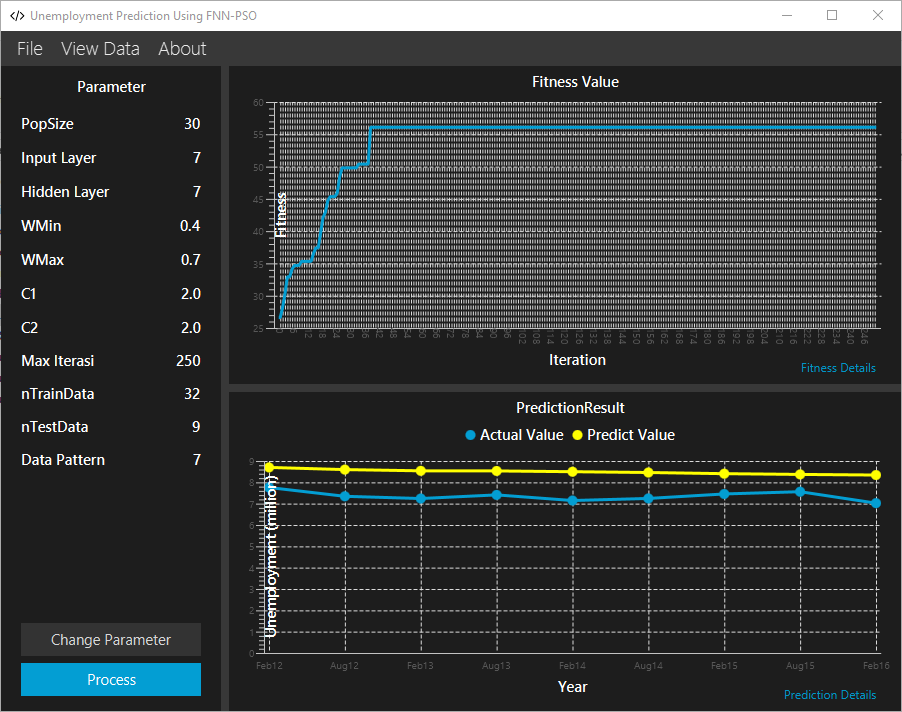 Unemployment Prediction Using FNN-PSO
File View Data About
Parameter
PopSize 30
Input Layer 7
Hidden Layer 7
WMin 0.4
WMax 0.7
C1 2.0
C2 2.0
Max Iterasi 250
nTrainData 32
nTestData 9
Data Pattern 7
Change Parameter
Process
Fitness Value
60
55
50
45
40
35
30
25
Fitness
Iteration
Fitness Details
PredictionResult
Actual Value Predict Value
9
8
7
6
5
4
3
2
1
0
Unemployment (million)
Feb12 Aug12 Feb13 Aug13 Feb14 Aug14 Feb15 Aug15 Feb16
Year
Prediction Details